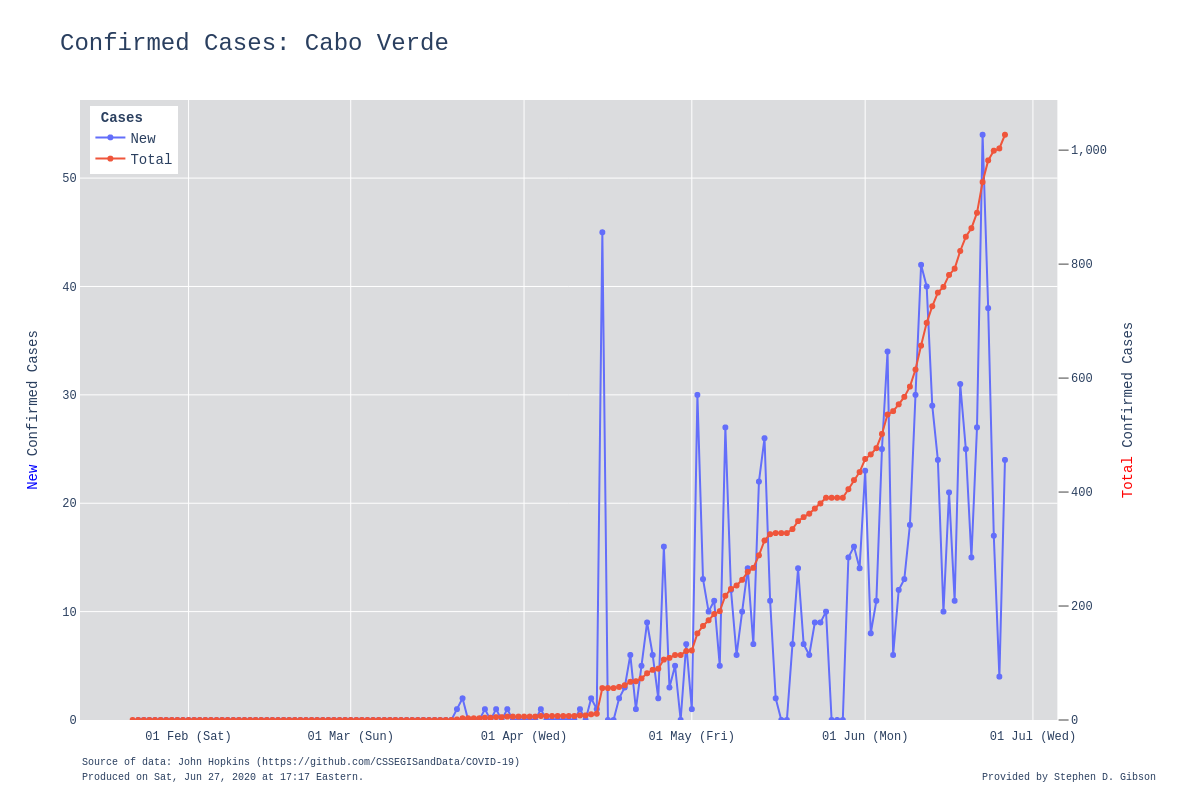 Confirmed Cases: Cabo Verde
Cases
New
Total
50
40
30
20
10
0
1,000
800
600
400
200
0
New Confirmed Cases
Total Confirmed Cases
01 Feb (Sat)
01 Mar (Sun)
01 Apr (Wed)
01 May (Fri)
01 Jun (Mon)
01 Jul (Wed)
Source of data: John Hopkins (https://github.com/CSSEGISandData/COVID-19)
Produced on Sat, Jun 27, 2020 at 17:17 Eastern.
Provided by Stephen D. Gibson